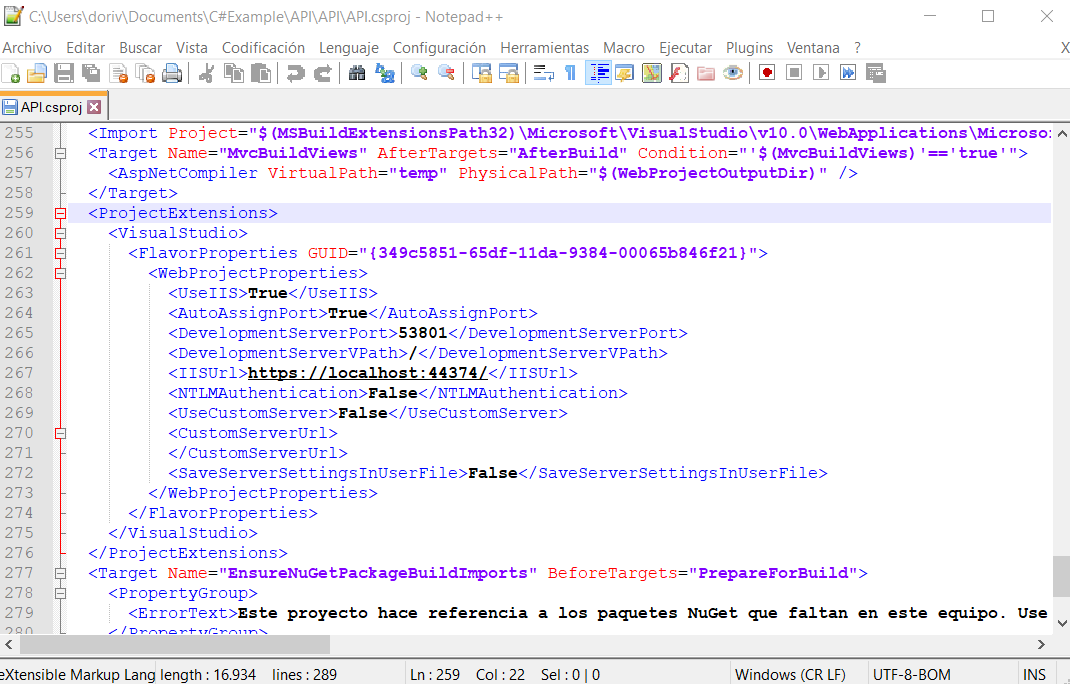 C:\Users\doriv\Documents\C#Example\API\API\API.csproj - Notepad++
Archivo Editar Buscar Vista Codificación Lenguaje Configuración Herramientas Macro Ejecutar Plugins Ventana ? X
API.csproj
255 <Import Project="$(MSBuildExtensionsPath32)\Microsoft\VisualStudio\v10.0\WebApplications\Microso
256 <Target Name="MvcBuildViews" AfterTargets="AfterBuild" Condition="'$(MvcBuildViews)'=='true'">
257 <AspNetCompiler VirtualPath="temp" PhysicalPath="$(WebProjectOutputDir)" />
258 </Target>
259 <ProjectExtensions>
260 <VisualStudio>
261 <FlavorProperties GUID="{349c5851-65df-11da-9384-00065b846f21}">
262 <WebProjectProperties>
263 <UseIIS>True</UseIIS>
264 <AutoAssignPort>True</AutoAssignPort>
265 <DevelopmentServerPort>53801</DevelopmentServerPort>
266 <DevelopmentServerVPath>/</DevelopmentServerVPath>
267 <IISUrl>https://localhost:44374/</IISUrl>
268 <NTLMAuthentication>False</NTLMAuthentication>
269 <UseCustomServer>False</UseCustomServer>
270 <CustomServerUrl>
271 </CustomServerUrl>
272 <SaveServerSettingsInUserFile>False</SaveServerSettingsInUserFile>
273 </WebProjectProperties>
274 </FlavorProperties>
275 </VisualStudio>
276 </ProjectExtensions>
277 <Target Name="EnsureNuGetPackageBuildImports" BeforeTargets="PrepareForBuild">
278 <PropertyGroup>
279 <ErrorText>Este proyecto hace referencia a los paquetes NuGet que faltan en este equipo. Use
280 </PropertyGroup>
eXtensible Markup Lang length : 16.934 lines : 289 Ln : 259 Col : 22 Sel : 0 | 0 Windows (CR LF) UTF-8-BOM INS